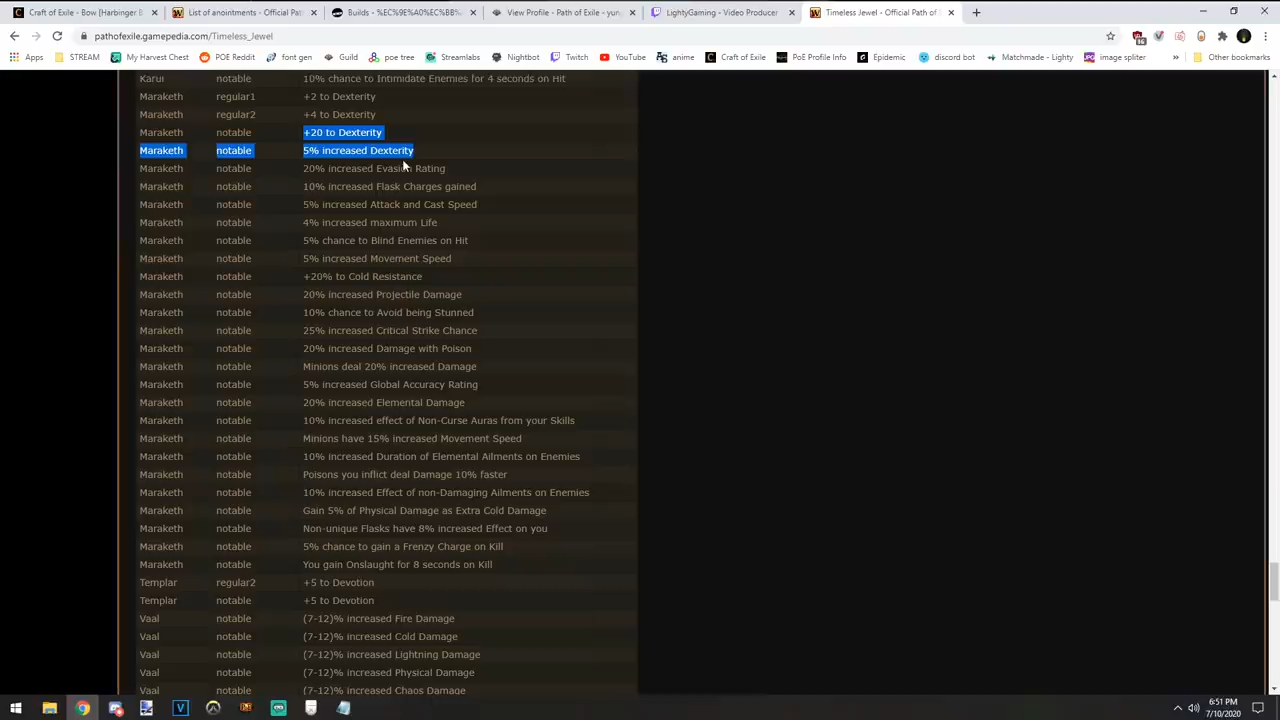 Craft of Exile - Bow [Harbinger B
List of anointments - Official Pat
Builds - %EC%9E%A0%EC%BB%
View Profile - Path of Exile - yung
LightyGaming - Video Producer
Timeless Jewel - Official Path of
pathofexile.gamepedia.com/Timeless_Jewel
Apps STREAM My Harvest Chest POE Reddit font gen Guild poe tree Streamlabs Nightbot Twitch YouTube anime Craft of Exile PoE Profile Info Epidemic discord bot Matchmade - Lighty image spliter » Other bookmarks
Karui notable 10% chance to Intimidate Enemies for 4 seconds on Hit
Maraketh regular1 +2 to Dexterity
Maraketh regular2 +4 to Dexterity
Maraketh notable +20 to Dexterity
Maraketh notable 5% increased Dexterity
Maraketh notable 20% increased Evasion Rating
Maraketh notable 10% increased Flask Charges gained
Maraketh notable 5% increased Attack and Cast Speed
Maraketh notable 4% increased maximum Life
Maraketh notable 5% chance to Blind Enemies on Hit
Maraketh notable 5% increased Movement Speed
Maraketh notable +20% to Cold Resistance
Maraketh notable 20% increased Projectile Damage
Maraketh notable 10% chance to Avoid being Stunned
Maraketh notable 25% increased Critical Strike Chance
Maraketh notable 20% increased Damage with Poison
Maraketh notable Minions deal 20% increased Damage
Maraketh notable 5% increased Global Accuracy Rating
Maraketh notable 20% increased Elemental Damage
Maraketh notable 10% increased effect of Non-Curse Auras from your Skills
Maraketh notable Minions have 15% increased Movement Speed
Maraketh notable 10% increased Duration of Elemental Ailments on Enemies
Maraketh notable Poisons you inflict deal Damage 10% faster
Maraketh notable 10% increased Effect of non-Damaging Ailments on Enemies
Maraketh notable Gain 5% of Physical Damage as Extra Cold Damage
Maraketh notable Non-unique Flasks have 8% increased Effect on you
Maraketh notable 5% chance to gain a Frenzy Charge on Kill
Maraketh notable You gain Onslaught for 8 seconds on Kill
Templar regular2 +5 to Devotion
Templar notable +5 to Devotion
Vaal notable (7-12)% increased Fire Damage
Vaal notable (7-12)% increased Cold Damage
Vaal notable (7-12)% increased Lightning Damage
Vaal notable (7-12)% increased Physical Damage
Vaal notable (7-12)% increased Chaos Damage
6:51 PM
7/10/2020